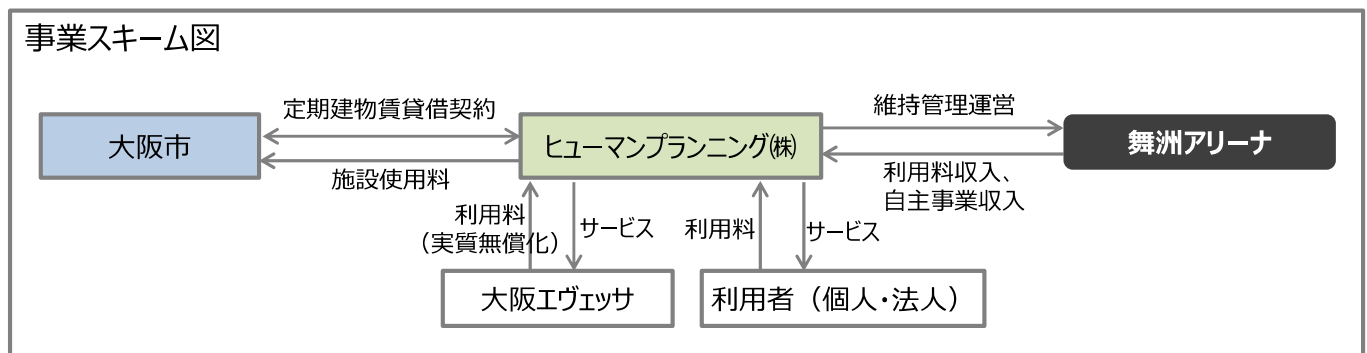 事業スキーム図
定期建物賃貸借契約
維持管理運営
大阪市
ヒューマンプランニング㈱
舞洲アリーナ
施設使用料
利用料収入、
自主事業収入
利用料
（実質無償化）
サービス
利用料
サービス
大阪エヴェッサ
利用者（個人・法人）